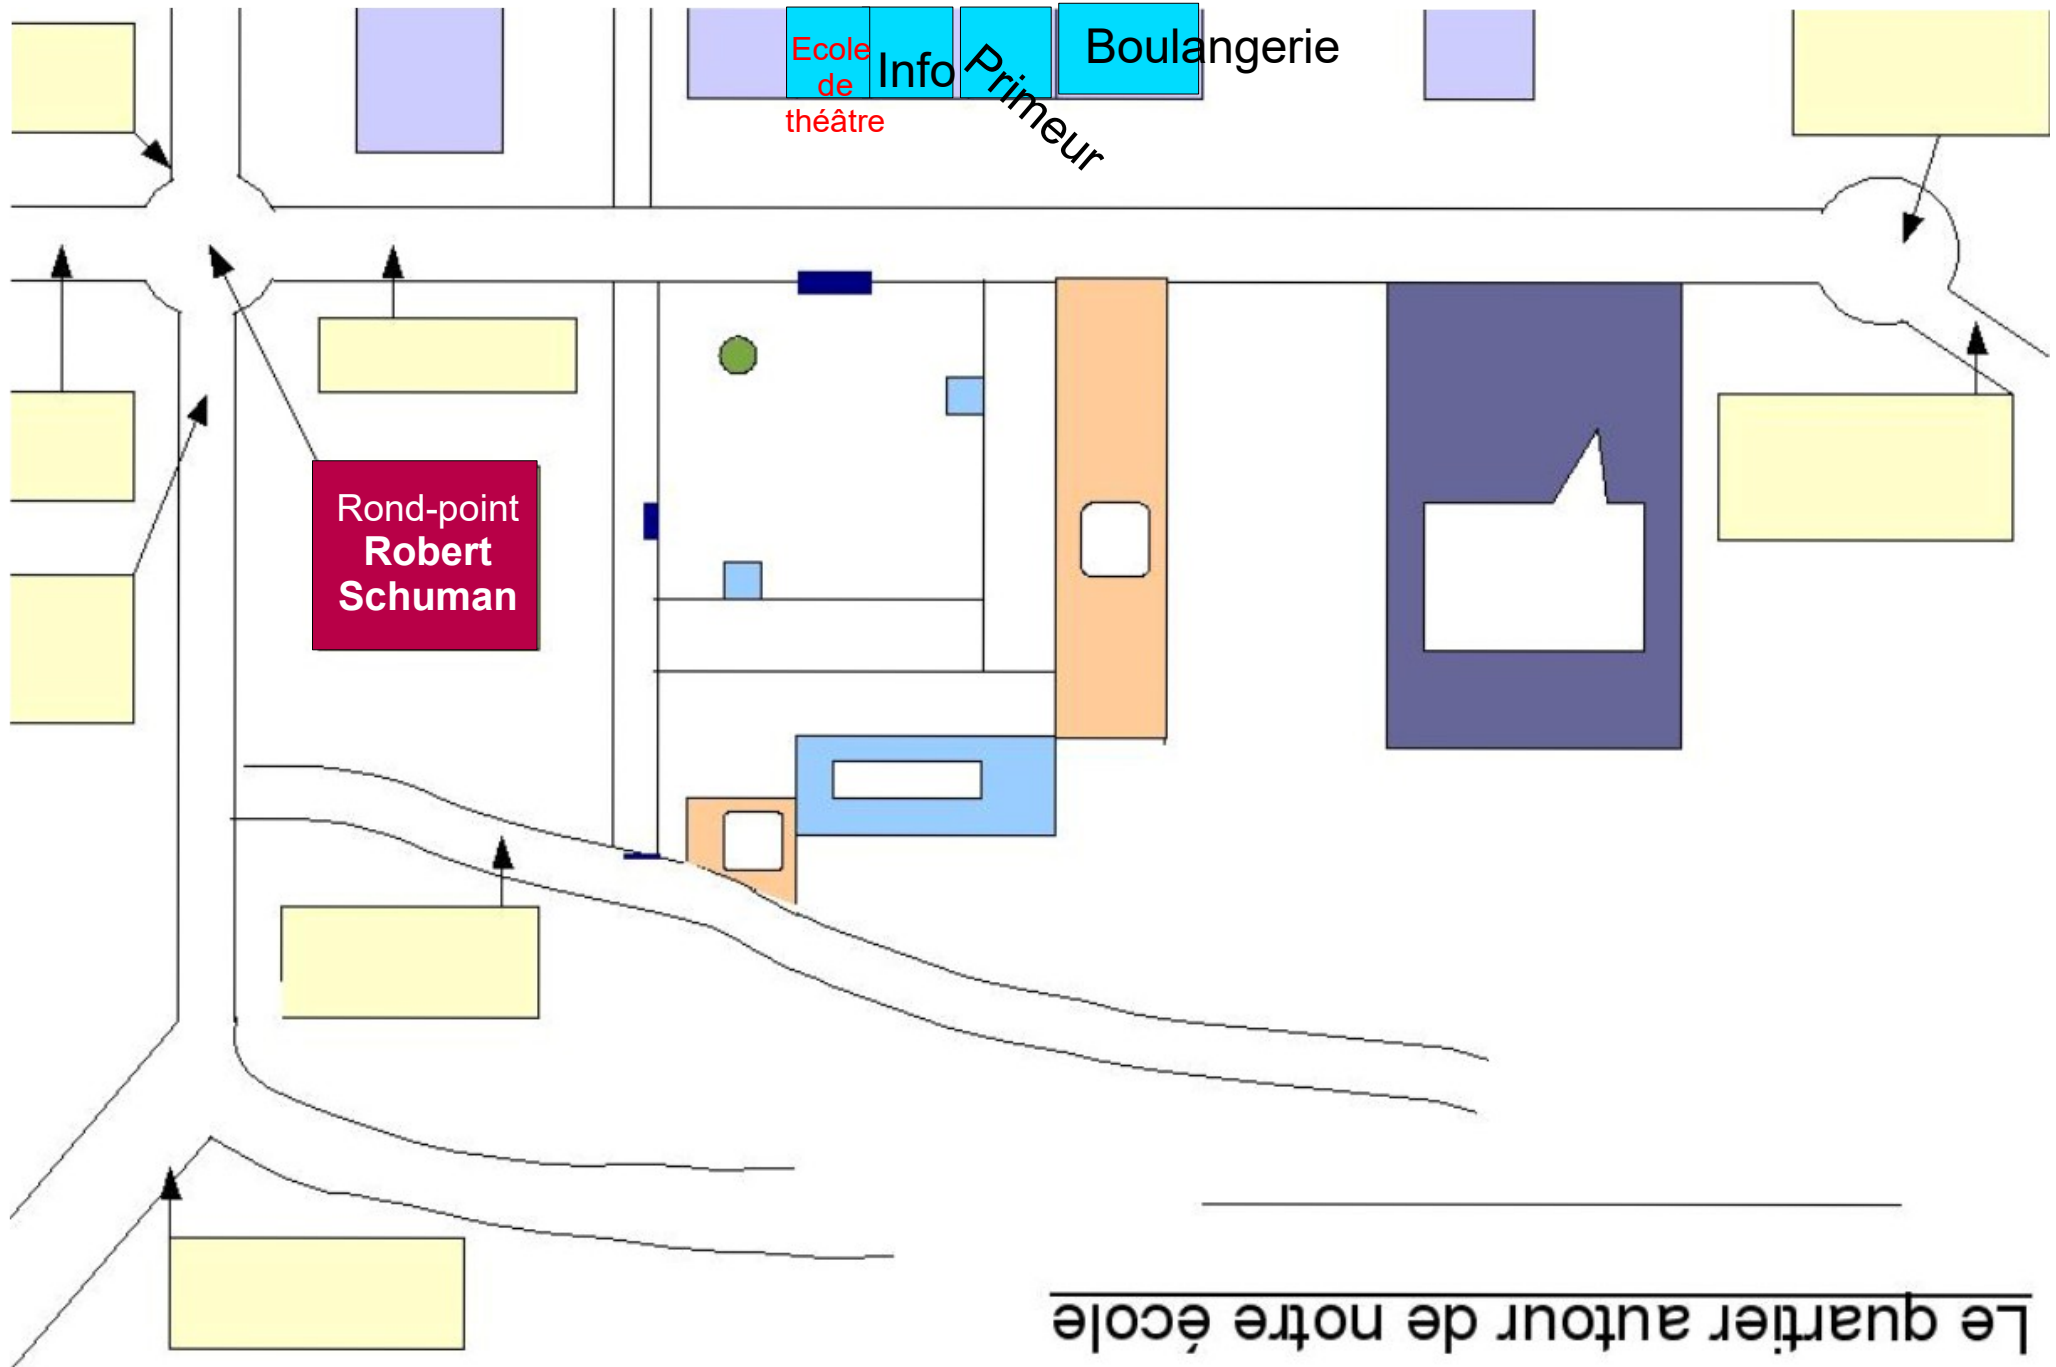 Ecole
de
théâtre
Info
Primeur
Boulangerie
Rond-point
Robert
Schuman
Le quartier autour de notre école